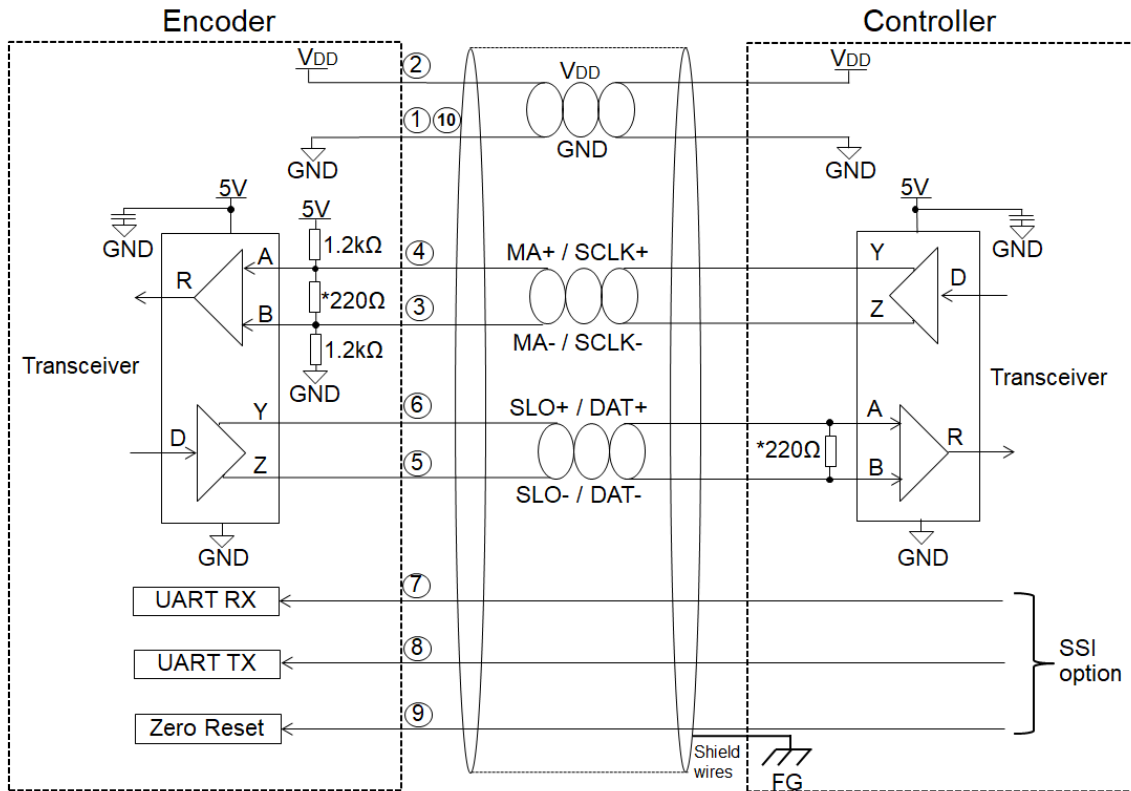 Encoder
Controller
VDD
②
VDD
VDD
① ⑩
GND
GND
GND
5V
5V
5V
GND
1.2kΩ
④
MA+ / SCLK+
Y
GND
A
R
*220Ω
D
B
③
Z
1.2kΩ
MA- / SCLK-
Transceiver
GND
Transceiver
⑥
SLO+ / DAT+
Y
A
D
*220Ω
R
Z
⑤
B
SLO- / DAT-
GND
GND
⑦
UART RX
⑧
UART TX
SSI
option
⑨
Zero Reset
Shield
wires
FG